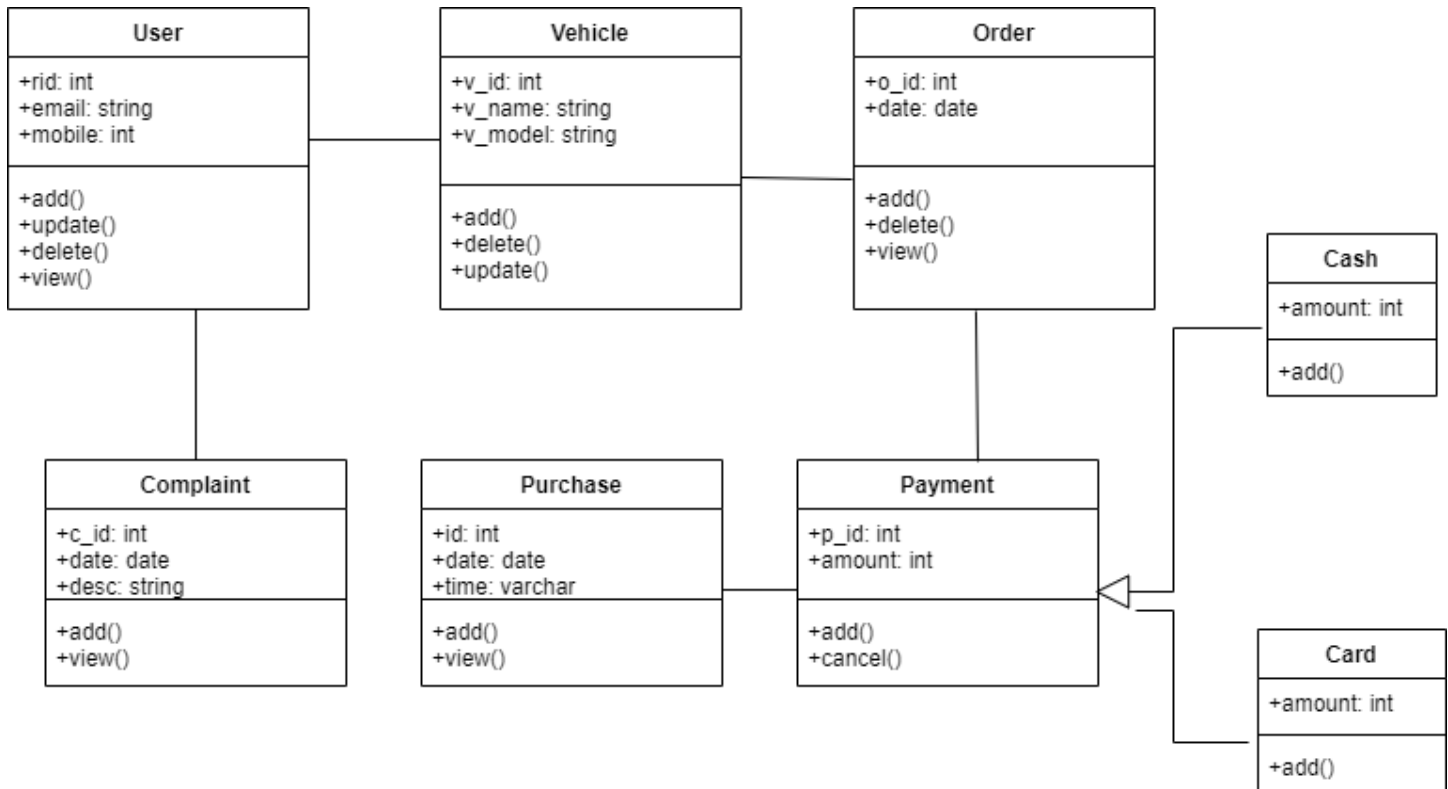 User
+rid: int
+email: string
+mobile: int
+add()
+update()
+delete()
+view()
Vehicle
+v_id: int
+v_name: string
+v_model: string
+add()
+delete()
+update()
Order
+o_id: int
+date: date
+add()
+delete()
+view()
Cash
+amount: int
+add()
Complaint
+c_id: int
+date: date
+desc: string
+add()
+view()
Purchase
+id: int
+date: date
+time: varchar
+add()
+view()
Payment
+p_id: int
+amount: int
+add()
+cancel()
Card
+amount: int
+add()